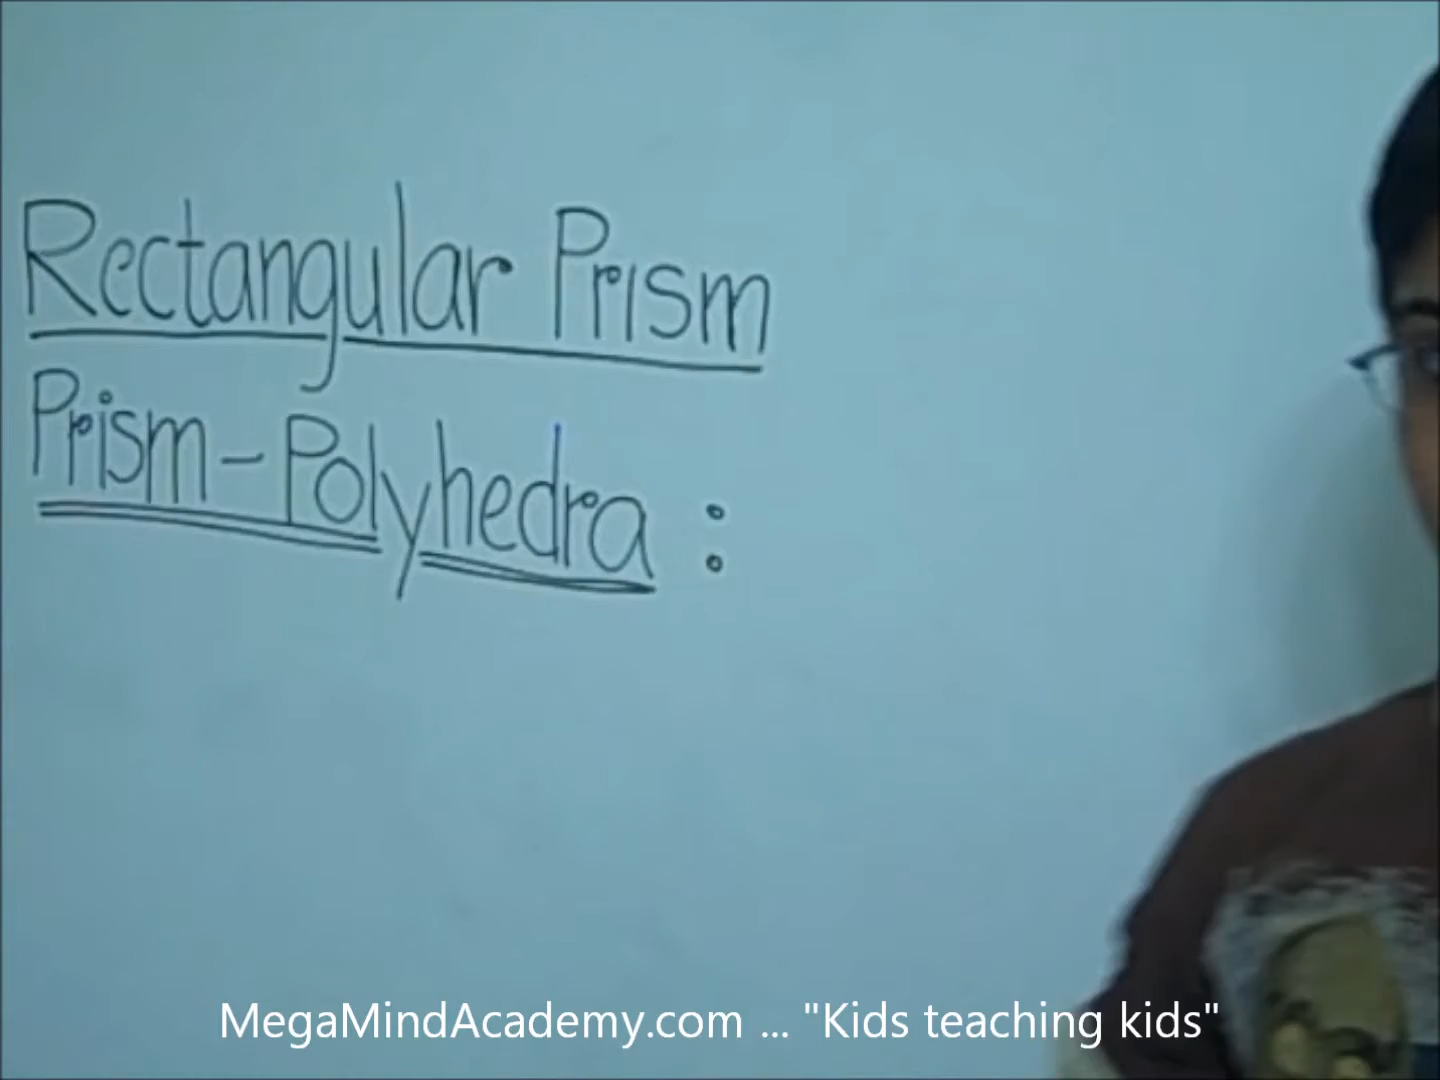 Rectangular Prism
Prism-Polyhedra :
MegaMindAcademy.com ... "Kids teaching kids"